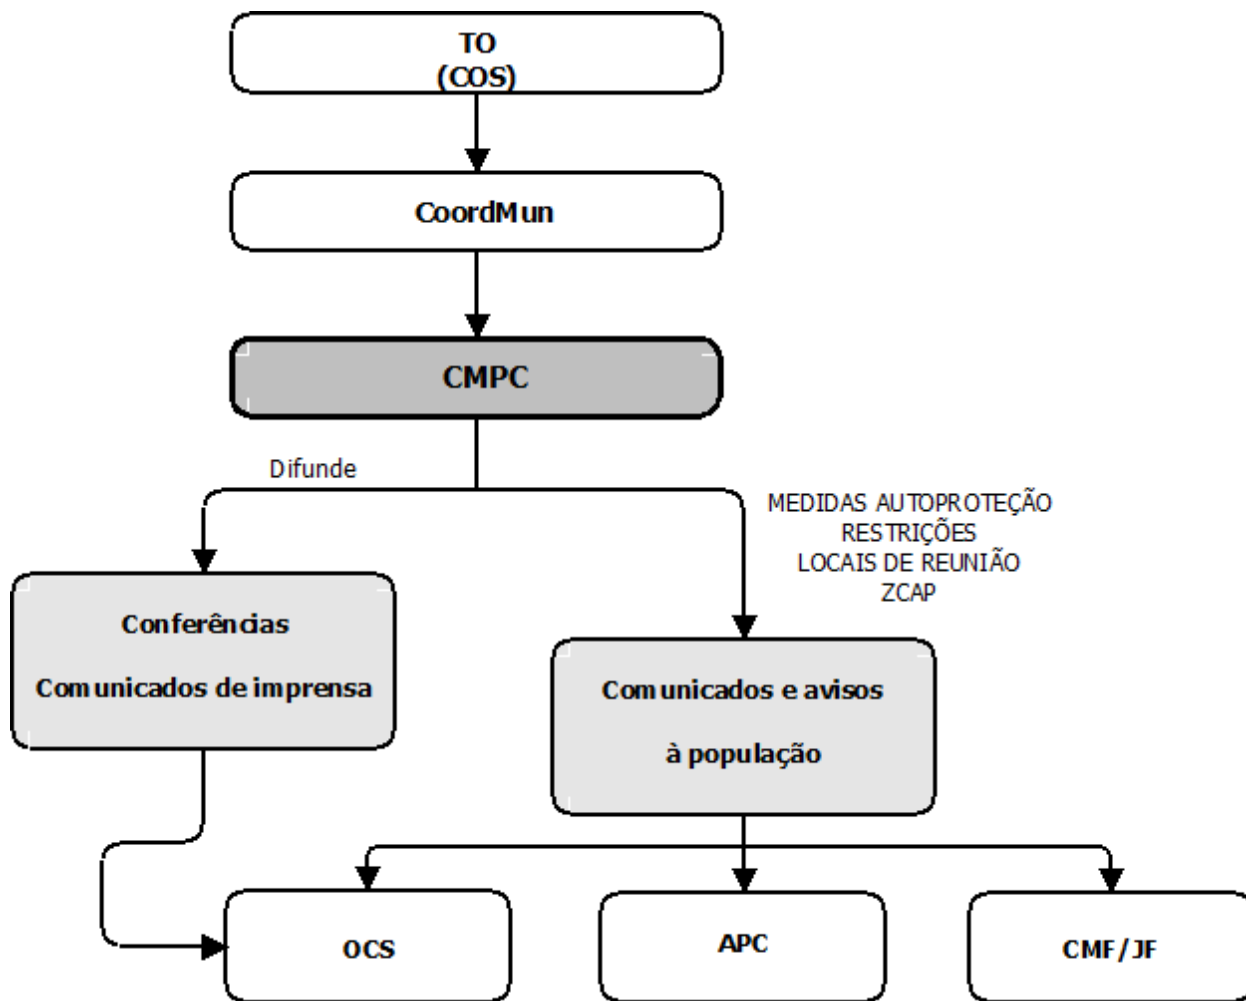 TO
(COS)
CoordMun
CMPC
Difunde
MEDIDAS AUTOPROTEÇÃO
RESTRIÇÕES
LOCAIS DE REUNIÃO
ZCAP
Conferências
Comunicados de imprensa
Comunicados e avisos
à população
OCS
APC
CMF/JF